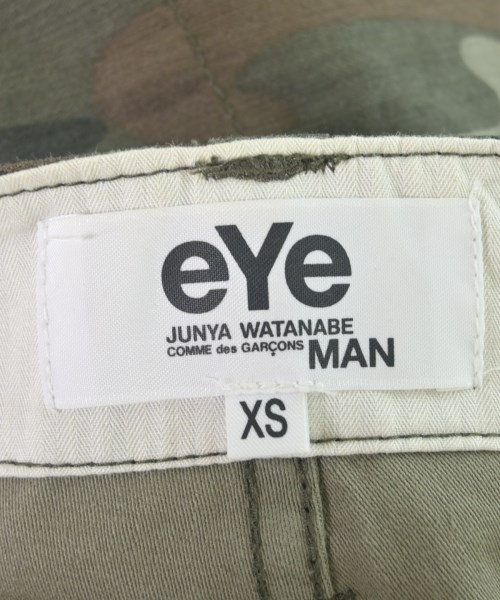 eYe
JUNYA WATANABE
COMME des GARÇONS MAN
XS